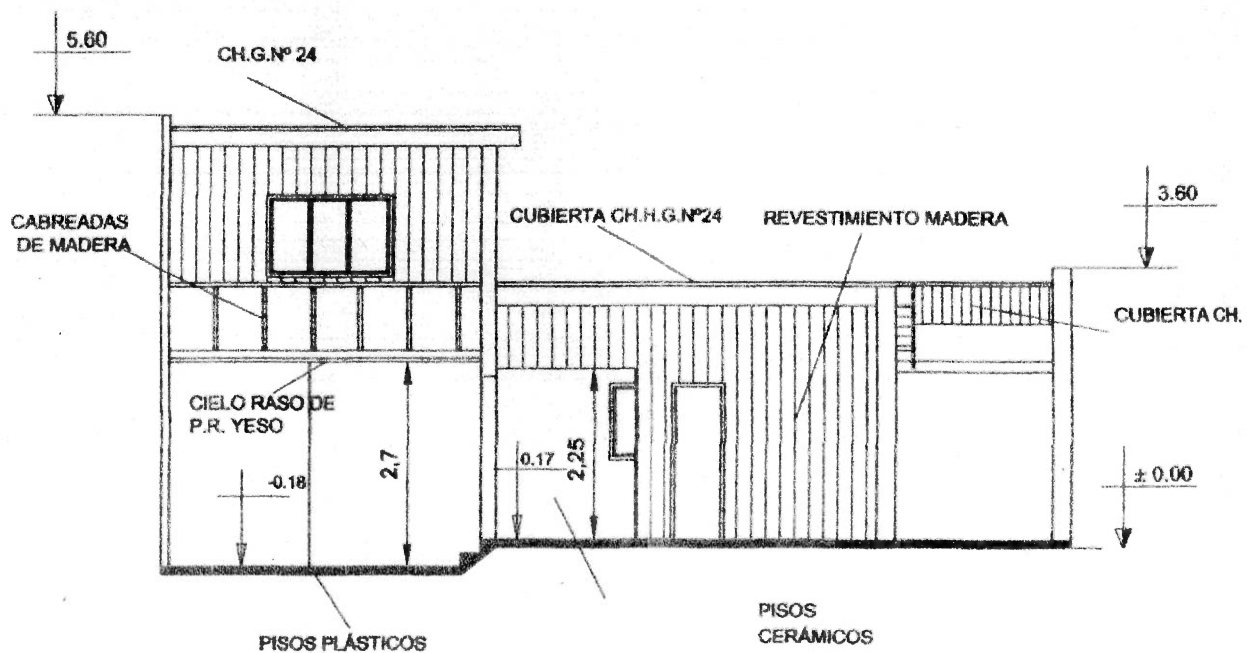 5.60
CH.G.Nº 24
3.60
CABREADAS
DE MADERA
CUBIERTA CH.H.G.Nº24
REVESTIMIENTO MADERA
CUBIERTA CH.
CIELO RASO DE
P.R. YESO
2,7
0.17
2,25
-0.18
± 0.00
PISOS PLÁSTICOS
PISOS
CERÁMICOS